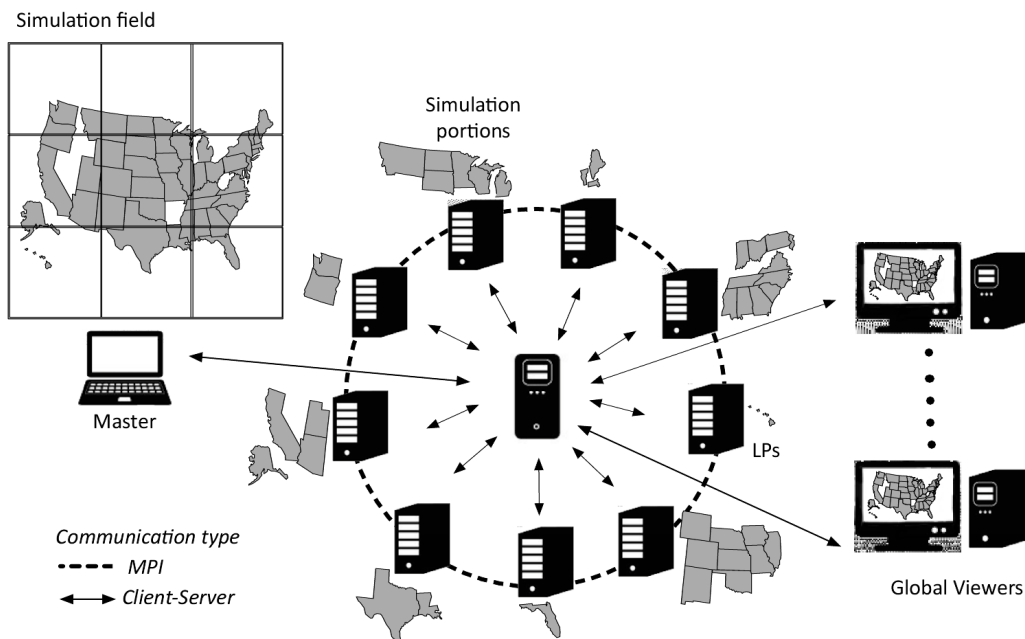 Simulation field
Simulation
portions
Master
LPs
Communication type
MPI
Client-Server
Global Viewers